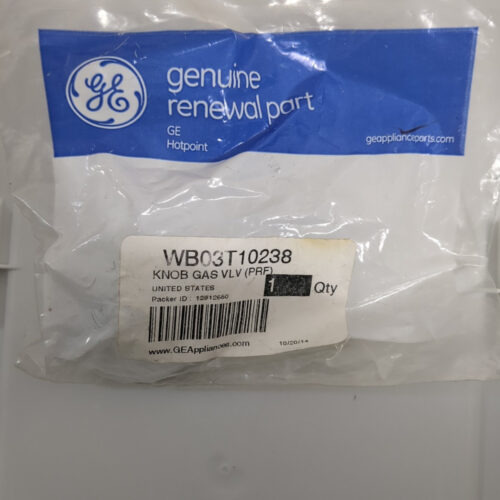 GE
genuine
renewal part
GE
Hotpoint
geapplianceparts.com
WB03T10238
KNOB GAS VLV (PRF)
UNITED STATES
1 Qty
Packer ID : 12912660
www.GEAppliances.com
10/20/14